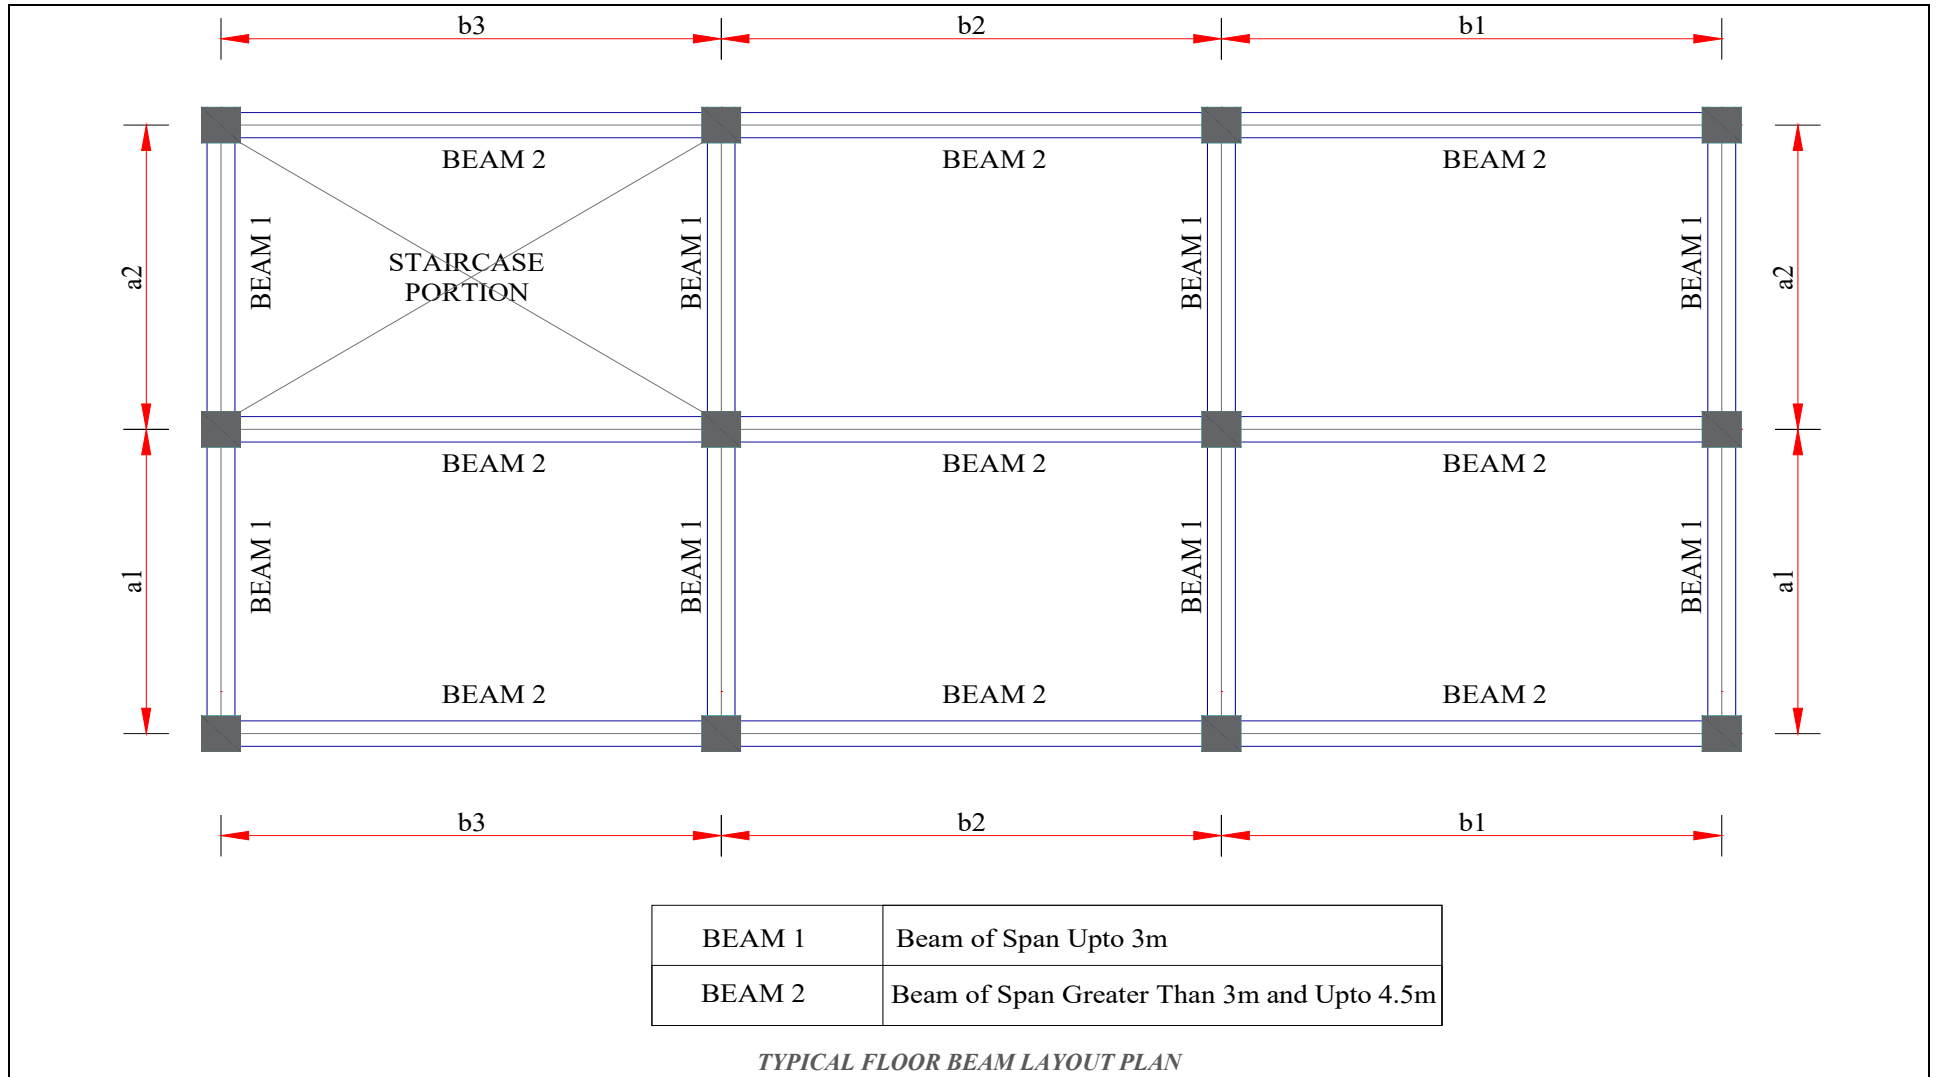 b3
b2
b1
BEAM 2
BEAM 2
BEAM 2
a2
BEAM 1
STAIRCASE
PORTION
BEAM 1
BEAM 1
BEAM 1
a2
BEAM 2
BEAM 2
BEAM 2
a1
BEAM 1
BEAM 1
BEAM 1
BEAM 1
a1
BEAM 2
BEAM 2
BEAM 2
b3
b2
b1
BEAM 1
Beam of Span Upto 3m
BEAM 2
Beam of Span Greater Than 3m and Upto 4.5m
TYPICAL FLOOR BEAM LAYOUT PLAN